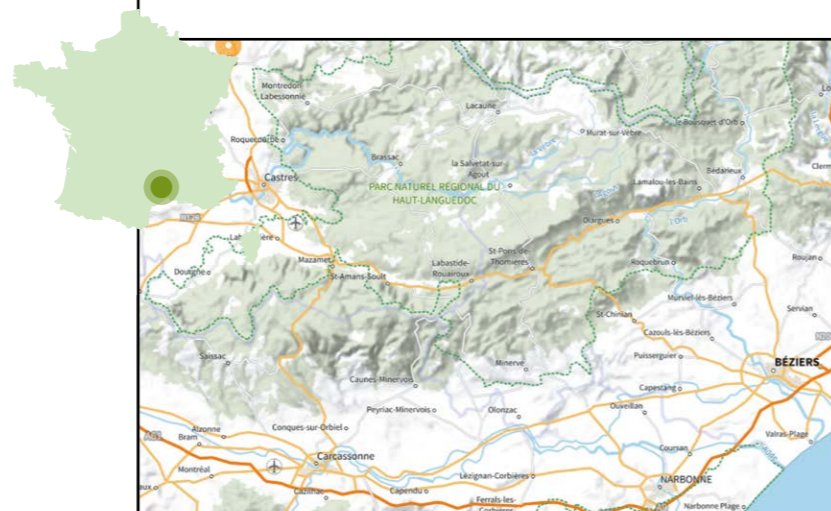 Montredon-
Labessonnié
Lacaune
Roquecourbe
Murat-sur-Vèbre
le-Bousquet-d'Orb
Brassac
la Salvetat-sur-
Agout
Bédarieux
Clerm
Castres
Lamalou-les-Bains
PARC NATUREL RÉGIONAL DU
HAUT-LANGUEDOC
Olargues
l'Orb
Mazamet
St-Pons-de-
Thomières
Labastide-
Rouairoux
Roquebrun
Roujan
Dourgne
St-Amans-Soult
Murviel-lès-Béziers
Servian
St-Chinian
Cazouls-lès-Béziers
Saissac
Puisserguier
BÉZIERS
Minerve
Caunes-Minervois
Capestang
Peyriac-Minervois
Olonzac
Ouveillan
Alzonne
Conques-sur-Orbiel
Bram
Valras-Plage
Carcassonne
Coursan
Montréal
Lézignan-Corbières
NARBONNE
Cazilhac
Capendu
Ferrals-les-
Narbonne Plage